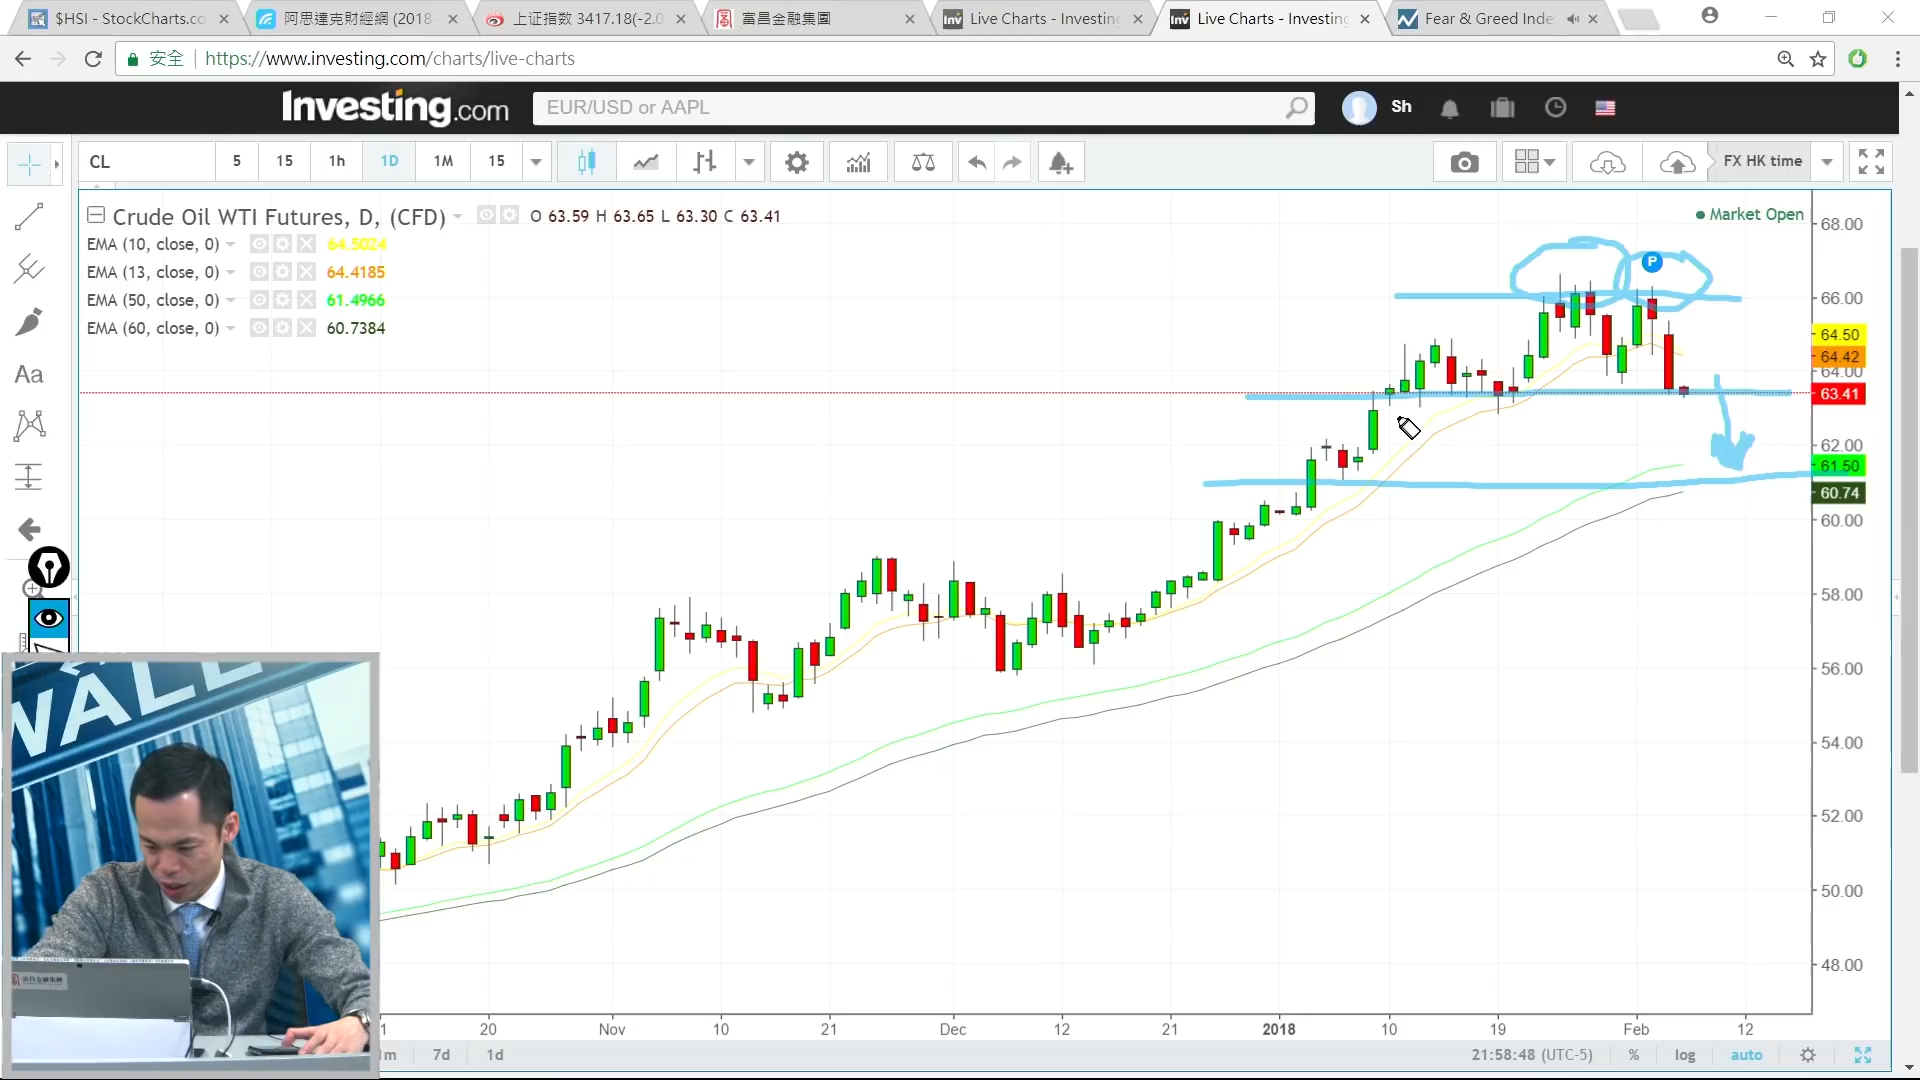 $HSI - StockCharts.co
阿思達克財經網 (2018
上证指数 3417.18(-2.0
富昌金融集團
Live Charts - Investing
Live Charts - Investing
Fear & Greed Inde
安全
https://www.investing.com/charts/live-charts
Investing.com
EUR/USD or AAPL
Sh
CL
5
15
1h
1D
1M
15
FX HK time
Crude Oil WTI Futures, D, (CFD)
O 63.59 H 63.65 L 63.30 C 63.41
Market Open
EMA (10, close, 0)
64.5024
EMA (13, close, 0)
64.4185
EMA (50, close, 0)
61.4966
EMA (60, close, 0)
60.7384
P
Aa
68.00
66.00
64.50
64.42
64.00
63.41
62.00
61.50
60.74
60.00
58.00
56.00
54.00
52.00
50.00
48.00
WALL
20
Nov
10
21
Dec
12
21
2018
10
19
Feb
12
7d
1d
21:58:48 (UTC-5)
%
log
auto